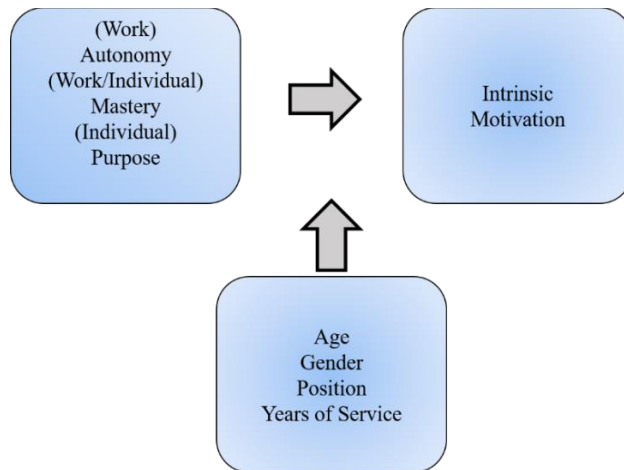 (Work)
Autonomy
(Work/Individual)
Mastery
(Individual)
Purpose
Intrinsic
Motivation
Age
Gender
Position
Years of Service